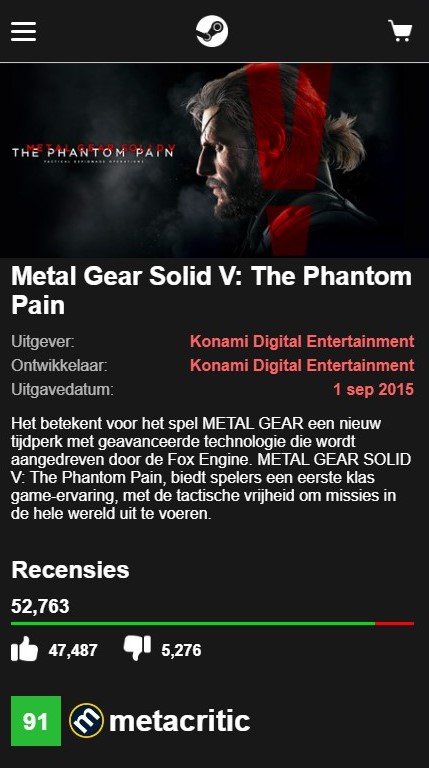 METAL GEAR SOLID V
THE PHANTOM PAIN
TACTICAL ESPIONAGE OPERATIONS
Metal Gear Solid V: The Phantom
Pain
Uitgever: Konami Digital Entertainment
Ontwikkelaar: Konami Digital Entertainment
Uitgavedatum: 1 sep 2015
Het betekent voor het spel METAL GEAR een nieuw
tijdperk met geavanceerde technologie die wordt
aangedreven door de Fox Engine. METAL GEAR SOLID
V: The Phantom Pain, biedt spelers een eerste klas
game-ervaring, met de tactische vrijheid om missies in
de hele wereld uit te voeren.
Recensies
52,763
47,487 5,276
91 m metacritic